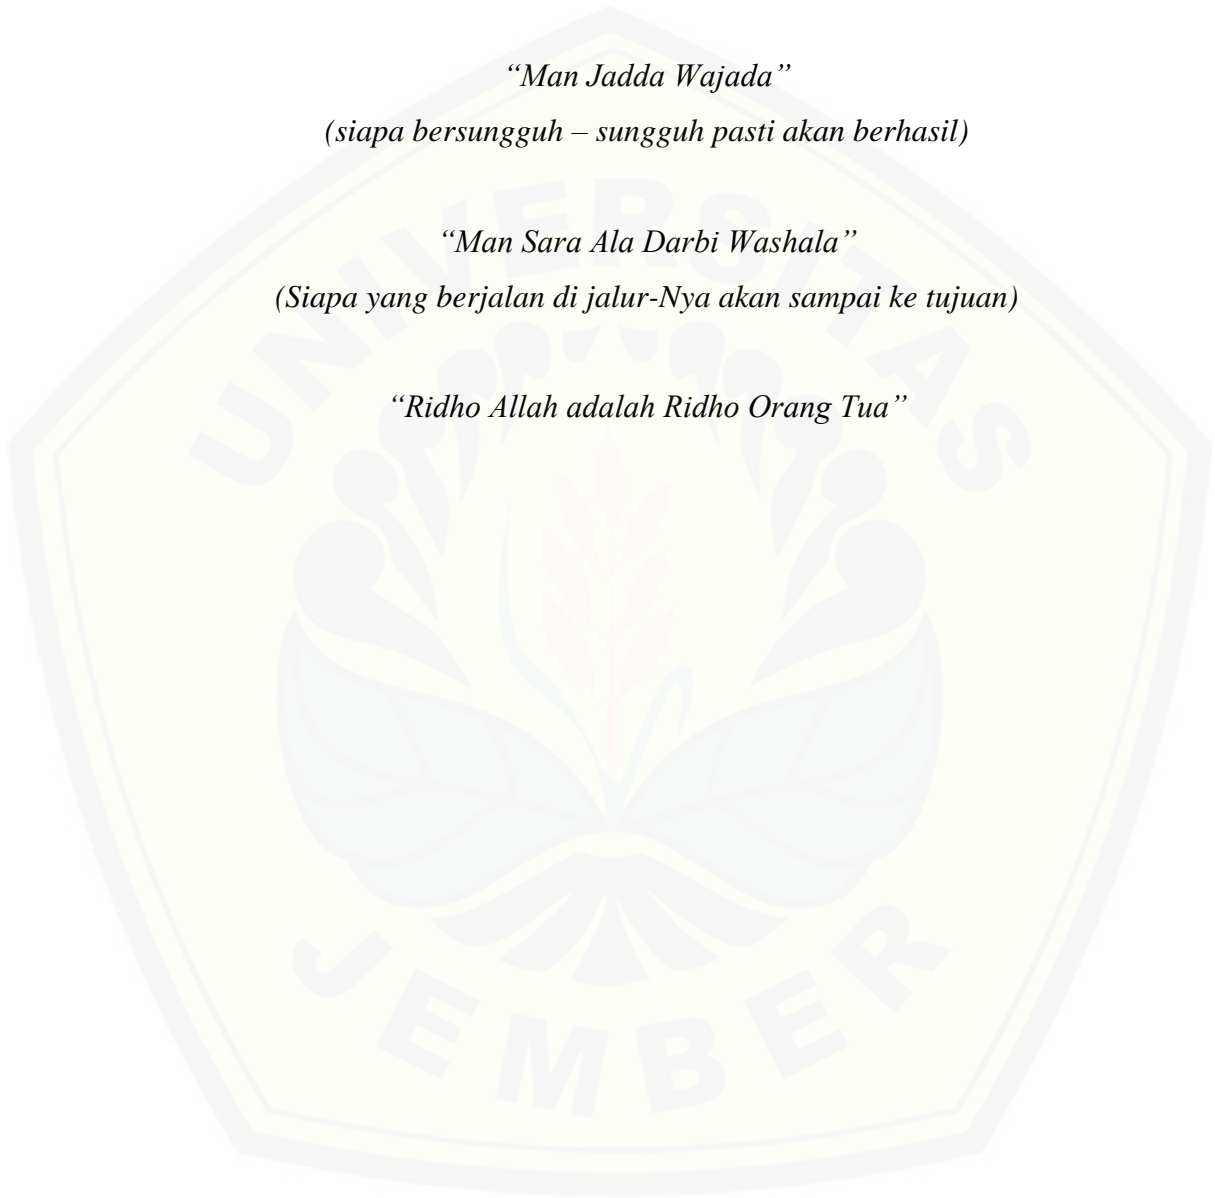 “Man Jadda Wajada”
(siapa bersungguh – sungguh pasti akan berhasil)
“Man Sara Ala Darbi Washala”
(Siapa yang berjalan di jalur-Nya akan sampai ke tujuan)
“Ridho Allah adalah Ridho Orang Tua”
UNIVERSITAS
JEMBER